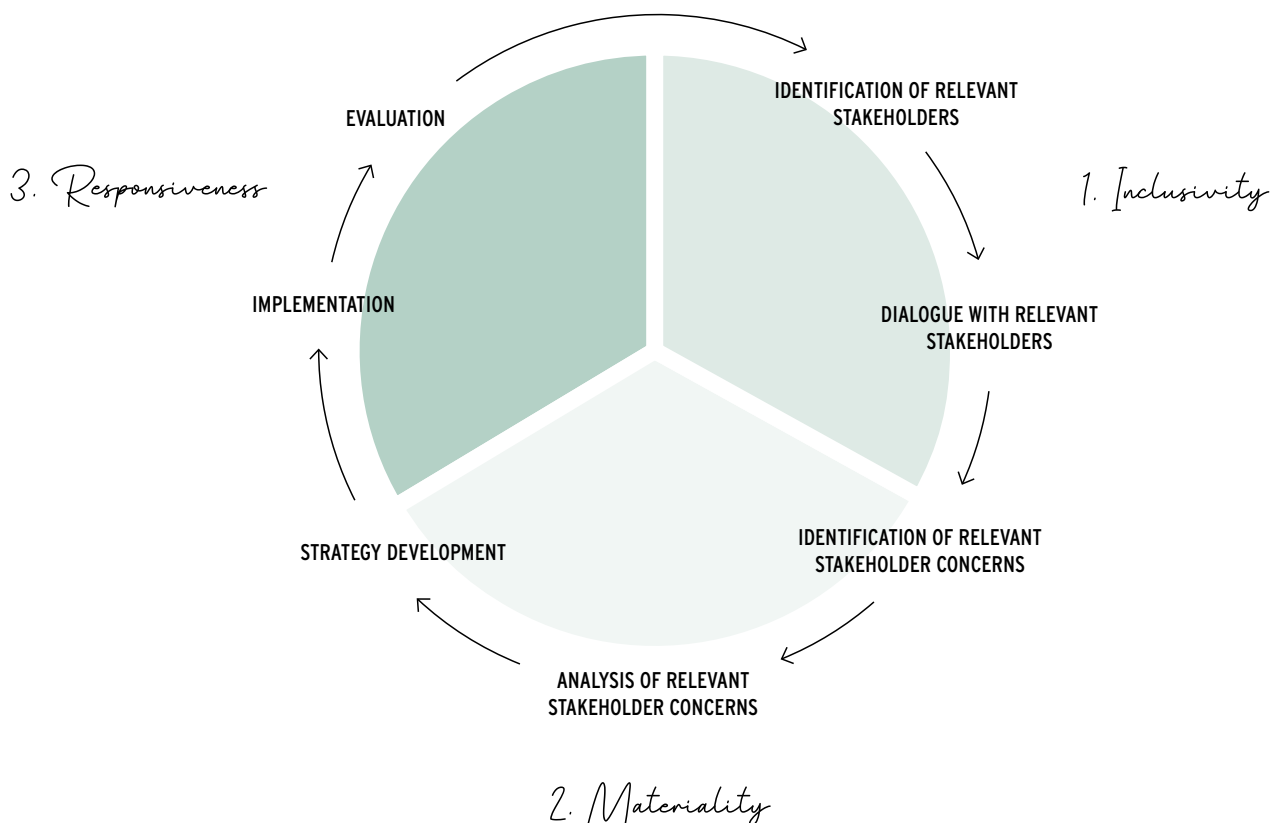 IDENTIFICATION OF RELEVANT
STAKEHOLDERS
EVALUATION
3. Responsiveness
1. Inclusivity
IMPLEMENTATION
DIALOGUE WITH RELEVANT
STAKEHOLDERS
IDENTIFICATION OF RELEVANT
STAKEHOLDER CONCERNS
STRATEGY DEVELOPMENT
ANALYSIS OF RELEVANT
STAKEHOLDER CONCERNS
2. Materiality